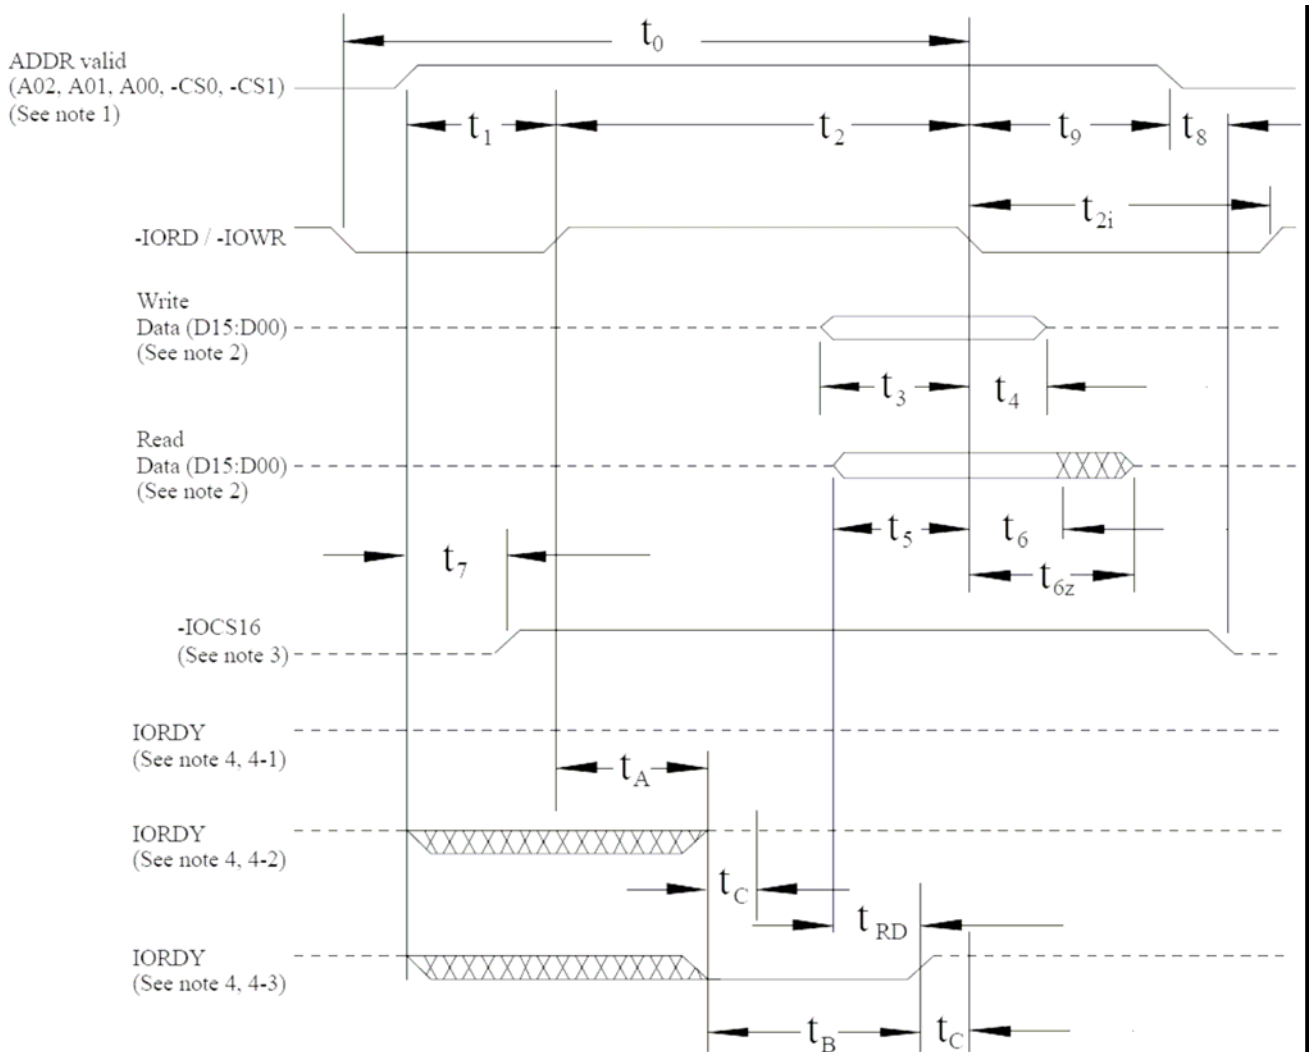 t0
ADDR valid
(A02, A01, A00, -CS0, -CS1)
(See note 1)
t1
t2
t9
t8
t2i
-IORD / -IOWR
Write
Data (D15:D00)
(See note 2)
t3
t4
Read
Data (D15:D00)
(See note 2)
t5
t6
t7
t6z
-IOCS16
(See note 3)
IORDY
(See note 4, 4-1)
tA
IORDY
(See note 4, 4-2)
tC
tRD
IORDY
(See note 4, 4-3)
tB
tC